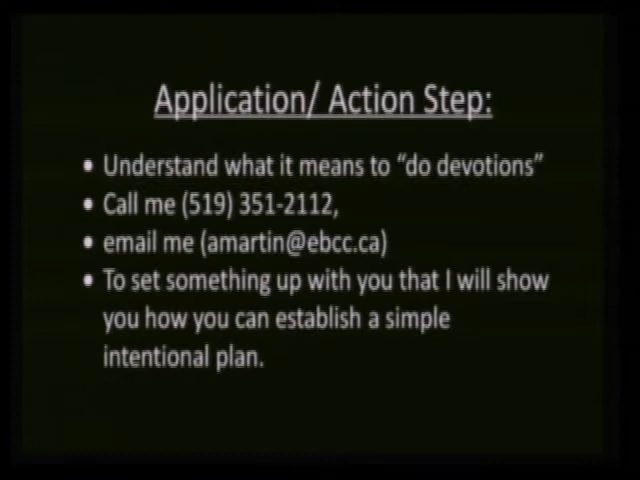 Application/ Action Step:
• Understand what it means to “do devotions”
• Call me (519) 351-2112,
• email me (amartin@ebcc.ca)
• To set something up with you that I will show
you how you can establish a simple
intentional plan.